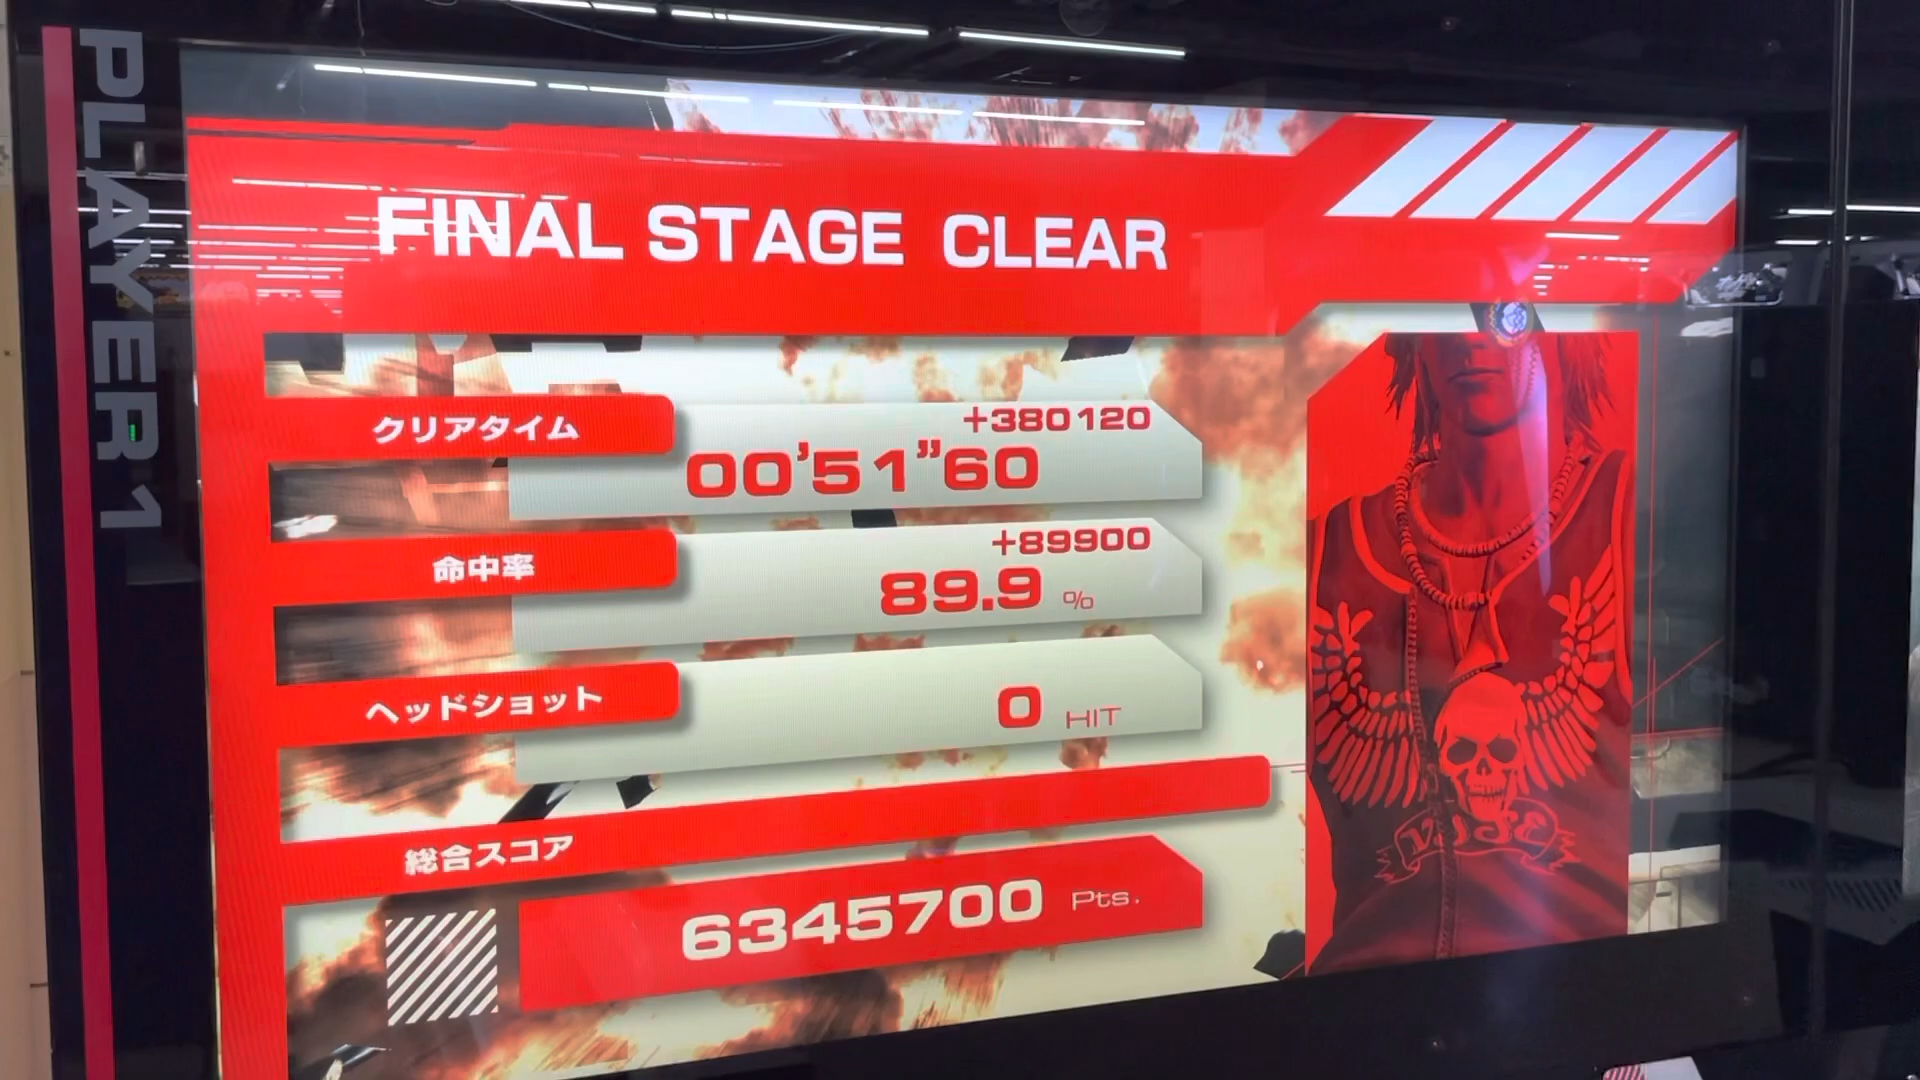 PLAYER 1
FINAL STAGE CLEAR
クリアタイム
+380120
00'51"60
命中率
+89900
89.9 %
ヘッドショット
0 HIT
総合スコア
6345700 Pts.